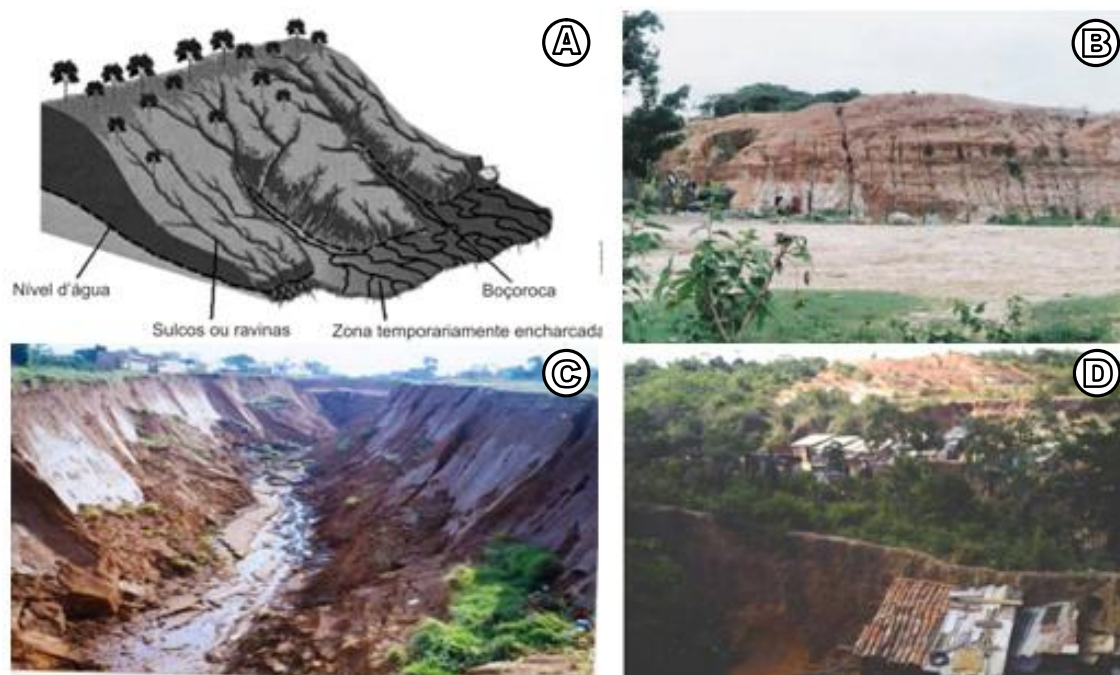 A
B
Nível d'água
Boçoroca
Sulcos ou ravinas
Zona temporariamente encharcada
C
D